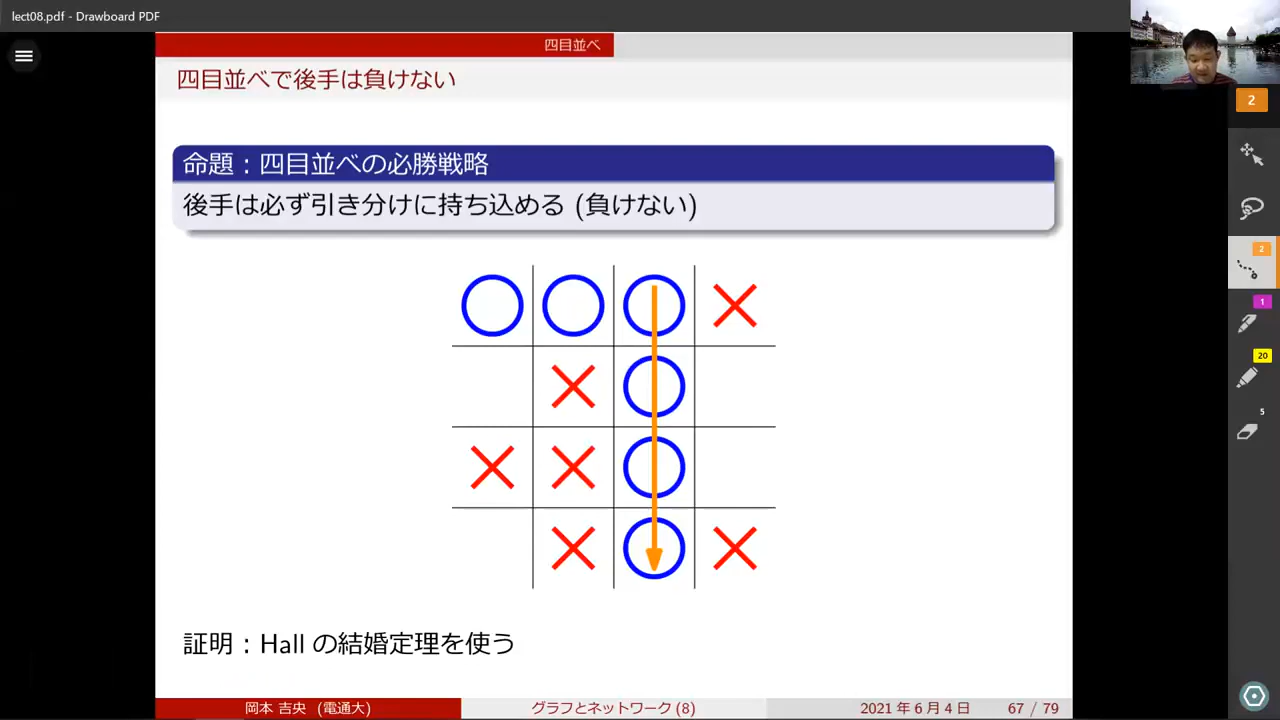 lect08.pdf - Drawboard PDF
四目並べ
四目並べで後手は負けない
2
命題：四目並べの必勝戦略
後手は必ず引き分けに持ち込める (負けない)
2
1
20
5
証明：Hall の結婚定理を使う
岡本 吉央 (電通大)
グラフとネットワーク (8)
2021 年 6 月 4 日
67 / 79